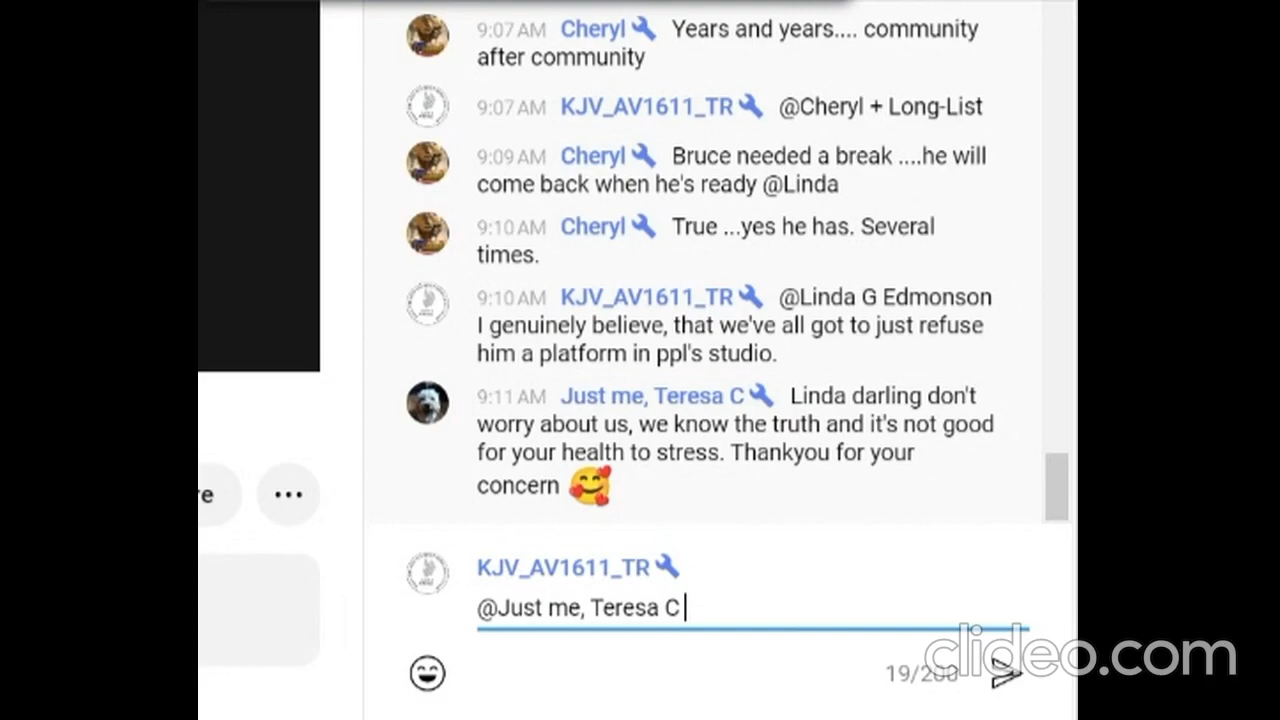 9:07 AM Cheryl Years and years.... community
after community
9:07 AM KJV_AV1611_TR @Cheryl + Long-List
9:09 AM Cheryl Bruce needed a break ....he will
come back when he's ready @Linda
9:10 AM Cheryl True ...yes he has. Several
times.
9:10 AM KJV_AV1611_TR @Linda G Edmonson
I genuinely believe, that we've all got to just refuse
him a platform in ppl's studio.
9:11 AM Just me, Teresa C Linda darling don't
worry about us, we know the truth and it's not good
for your health to stress. Thankyou for your
concern
re
KJV_AV1611_TR
@Just me, Teresa C
19/200
clideo.com